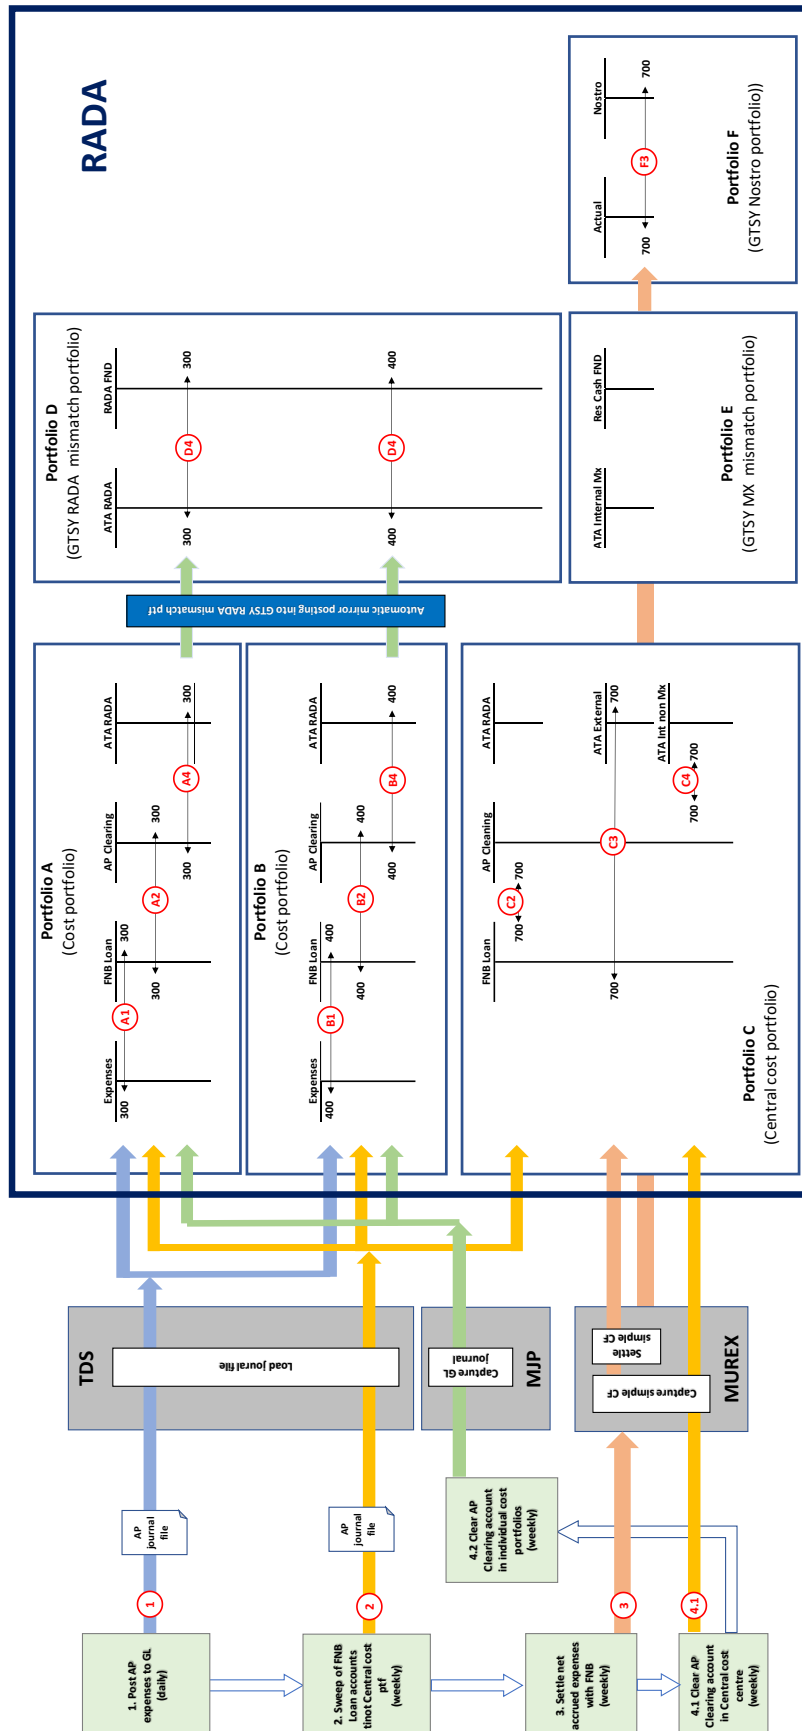 RADA
1. Post AP
expenses to GL
(daily)
2. Sweep of FNB
Loan accounts
tinot Central cost
ptf
(weekly)
3. Settle net
accrued expenses
with FNB
(weekly)
4.1 Clear AP
Clearing account
in Central cost
centre
(weekly)
4.2 Clear AP
Clearing account
in individual cost
portfolios
(weekly)
1
2
3
4.1
AP
journal
file
AP
journal
file
TDS
Load joural file
MJP
Capture GL
journal
MUREX
Capture simple CF
Settle
simple CF
Portfolio A
(Cost portfolio)
Expenses
FNB Loan
AP Clearing
ATA RADA
300
A1
300
300
A2
300
300
A4
300
Portfolio B
(Cost portfolio)
Expenses
FNB Loan
AP Clearing
ATA RADA
400
B1
400
400
B2
400
400
B4
400
FNB Loan
AP Cleaning
ATA RADA
700
C2
700
ATA External
700
C3
700
ATA Int non Mx
700
C4
700
Portfolio C
(Central cost portfolio)
Automatic mirror posting into GTSY RADA mismatch ptf
Portfolio D
(GTSY RADA mismatch portfolio)
ATA RADA
RADA FND
300
D4
300
400
D4
400
ATA Internal Mx
Res Cash FND
Portfolio E
(GTSY MX mismatch portfolio)
Actual
Nostro
700
F3
700
Portfolio F
(GTSY Nostro portfolio))